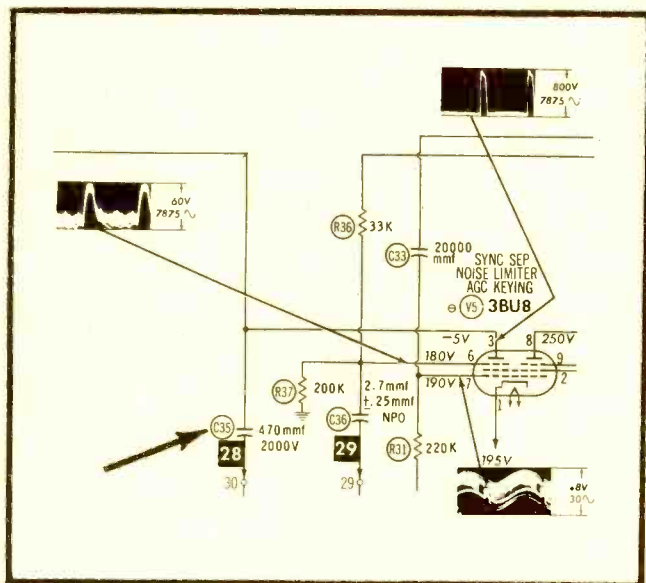 800V
7875 ∿
60V
7875 ∿
R36
33K
C33
20000
mmf
SYNC SEP
NOISE LIMITER
AGC KEYING
⊖ V5 3BU8
−5V
3
8
250V
180V
6
9
190V
7
2
1
R37
200K
2.7mmf
±.25mmf
NPO
C35
470mmf
2000V
C36
R31
220K
28
29
195V
30
29
.8V
30∿